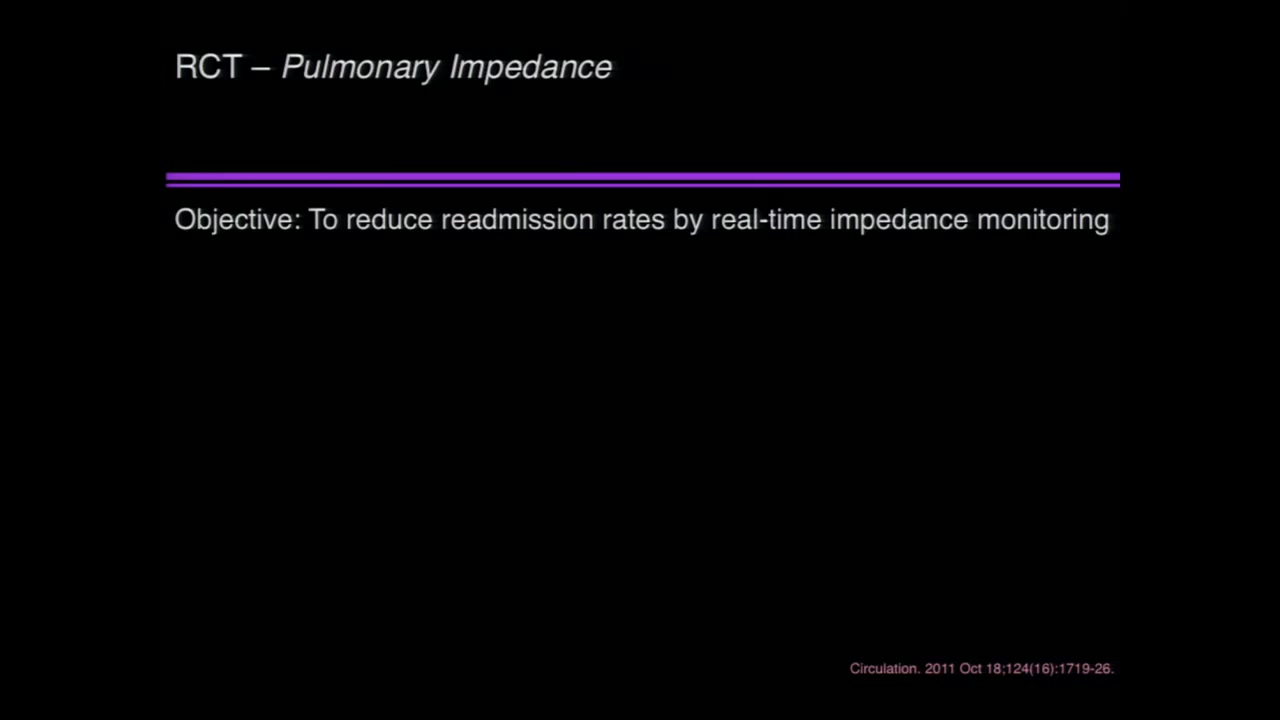 RCT – Pulmonary Impedance
Objective: To reduce readmission rates by real-time impedance monitoring
Circulation. 2011 Oct 18;124(16):1719-26.